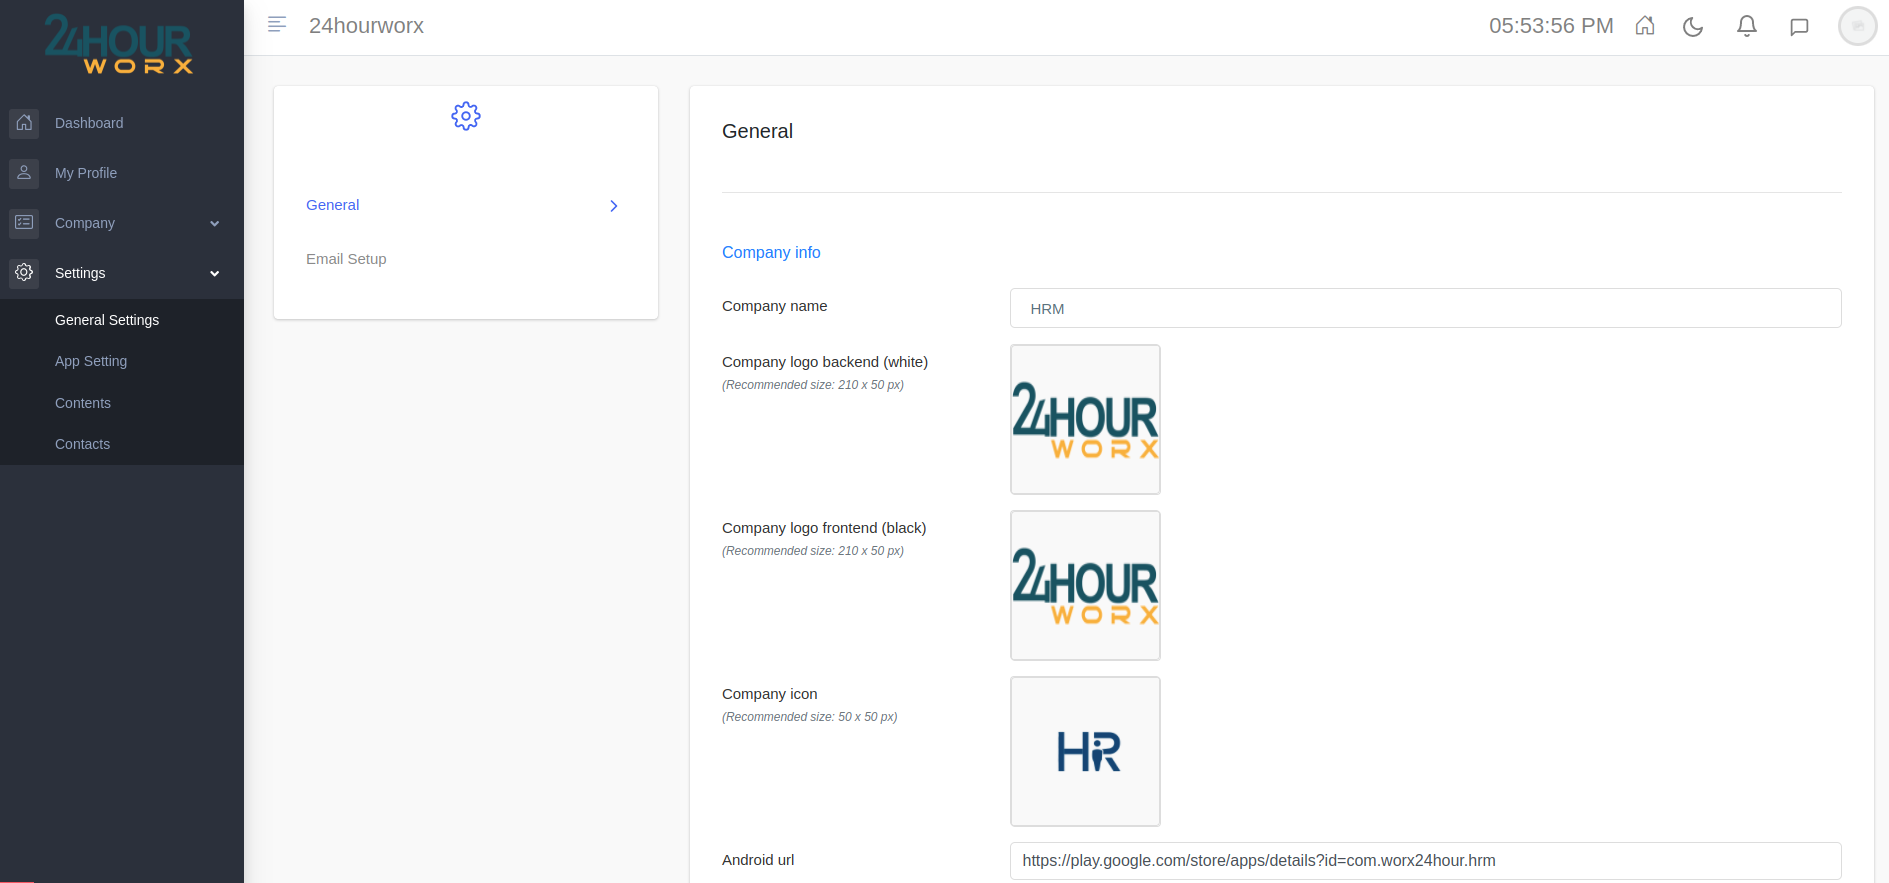 24HOUR
WORX
24hourworx
05:53:56 PM
Dashboard
My Profile
Company
Settings
General Settings
App Setting
Contents
Contacts
General
Email Setup
General
Company info
Company name
HRM
Company logo backend (white)
(Recommended size: 210 x 50 px)
24HOUR
WORX
Company logo frontend (black)
(Recommended size: 210 x 50 px)
24HOUR
WORX
Company icon
(Recommended size: 50 x 50 px)
HR
Android url
https://play.google.com/store/apps/details?id=com.worx24hour.hrm